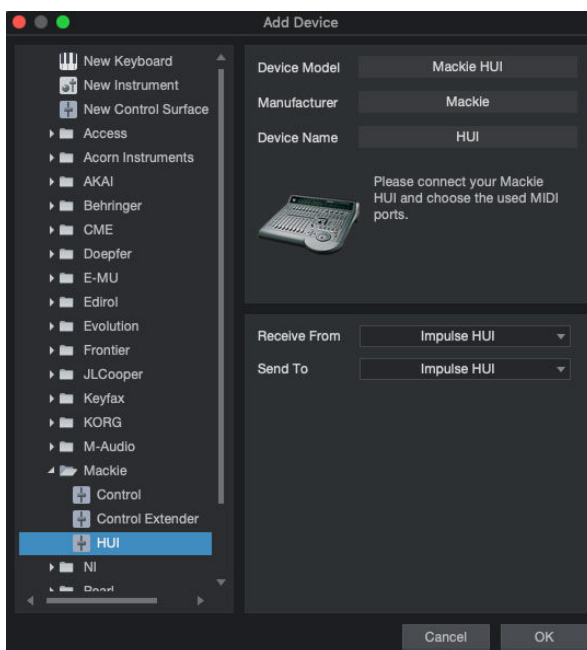 Add Device
New Keyboard
New Instrument
New Control Surface
Access
Acorn Instruments
AKAI
Behringer
CME
Doepfer
E-MU
Edirol
Evolution
Frontier
JLCooper
Keyfax
KORG
M-Audio
Mackie
Control
Control Extender
HUI
NI
Pearl
Device Model Mackie HUI
Manufacturer Mackie
Device Name HUI
Please connect your Mackie
HUI and choose the used MIDI
ports.
Receive From Impulse HUI
Send To Impulse HUI
Cancel OK